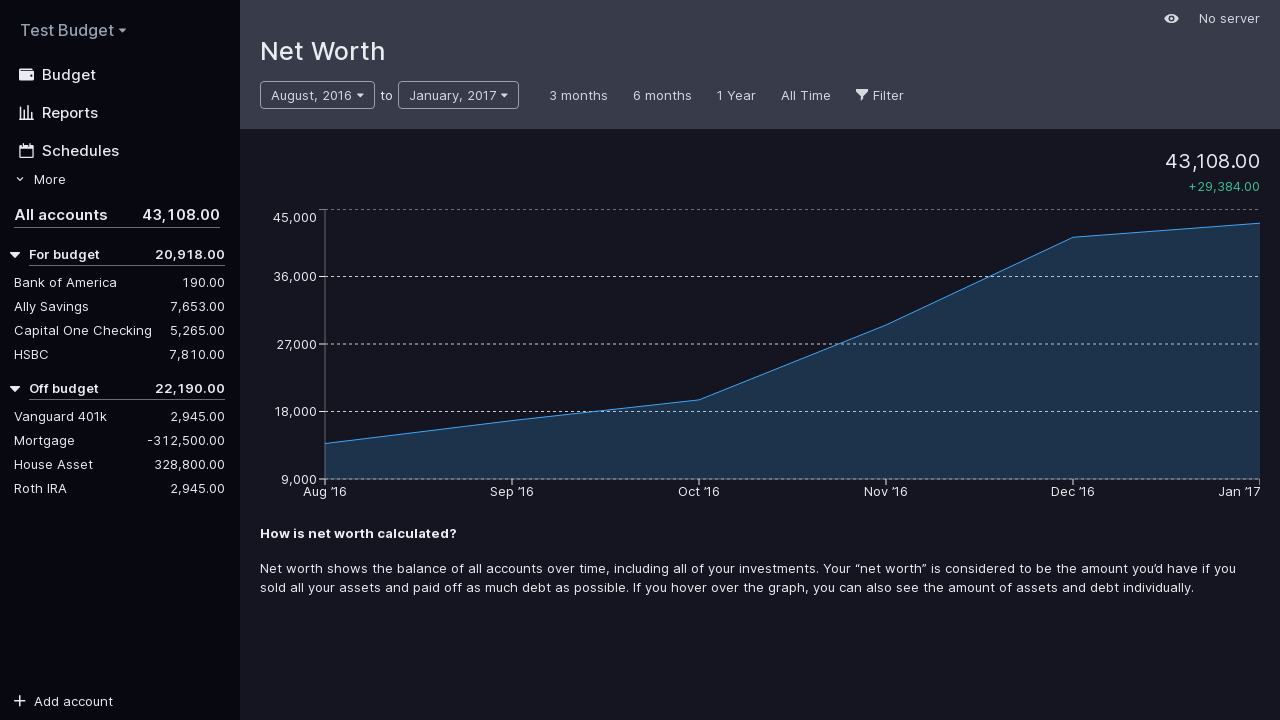 Test Budget
Budget
Reports
Schedules
More
All accounts 43,108.00
For budget 20,918.00
Bank of America 190.00
Ally Savings 7,653.00
Capital One Checking 5,265.00
HSBC 7,810.00
Off budget 22,190.00
Vanguard 401k 2,945.00
Mortgage -312,500.00
House Asset 328,800.00
Roth IRA 2,945.00
Add account
No server
Net Worth
August, 2016 to January, 2017 3 months 6 months 1 Year All Time Filter
43,108.00
+29,384.00
45,000
36,000
27,000
18,000
9,000
Aug ’16 Sep ’16 Oct ’16 Nov ’16 Dec ’16 Jan ’17
How is net worth calculated?
Net worth shows the balance of all accounts over time, including all of your investments. Your “net worth” is considered to be the amount you’d have if you
sold all your assets and paid off as much debt as possible. If you hover over the graph, you can also see the amount of assets and debt individually.